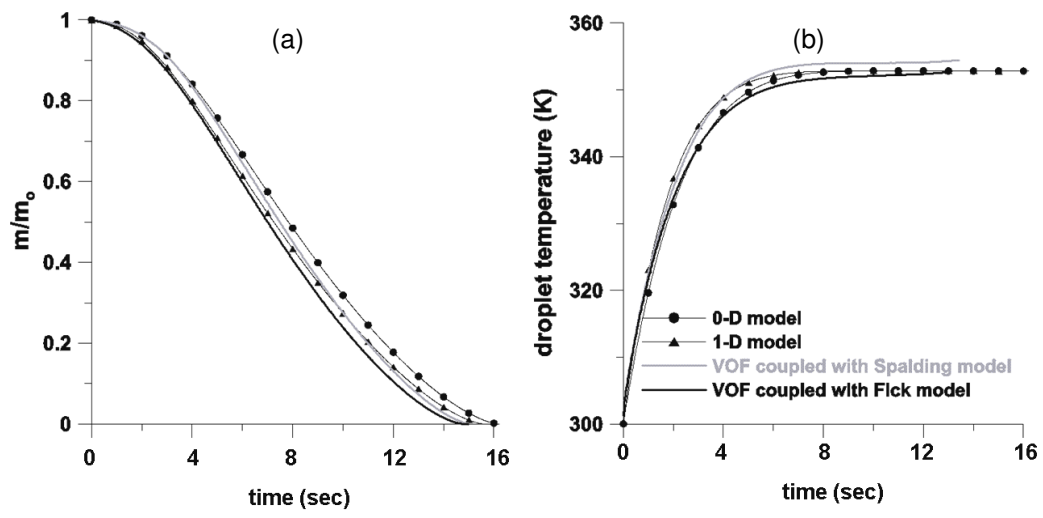 (a)
1
0.8
0.6
0.4
0.2
0
m/mo
0 4 8 12 16
time (sec)
(b)
360
340
320
300
droplet temperature (K)
0-D model
1-D model
VOF coupled with Spalding model
VOF coupled with Fick model
0 4 8 12 16
time (sec)